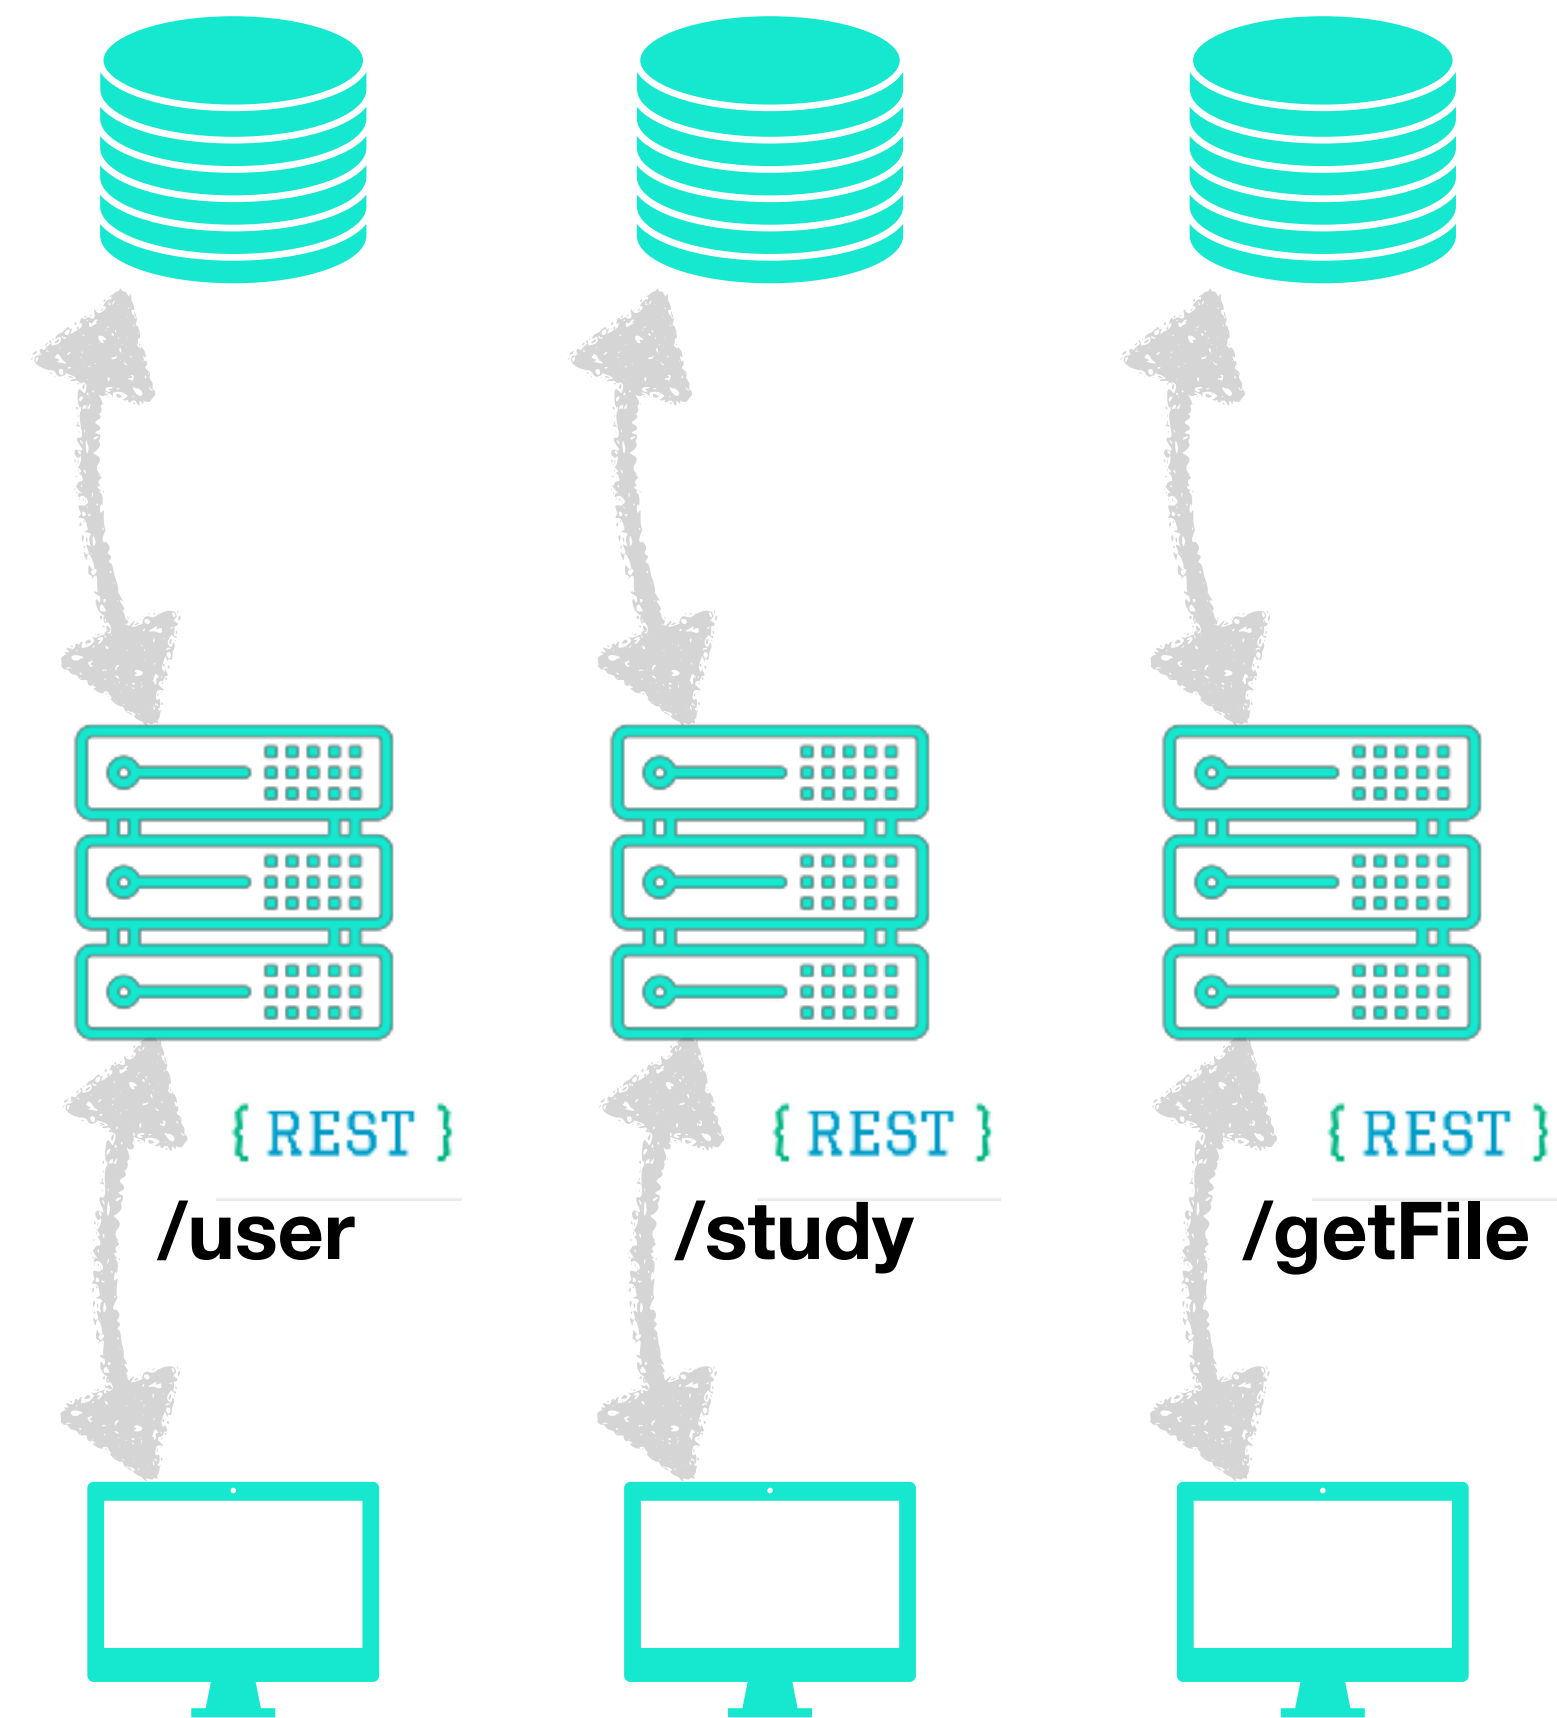 { REST } { REST } { REST }
/user /study /getFile